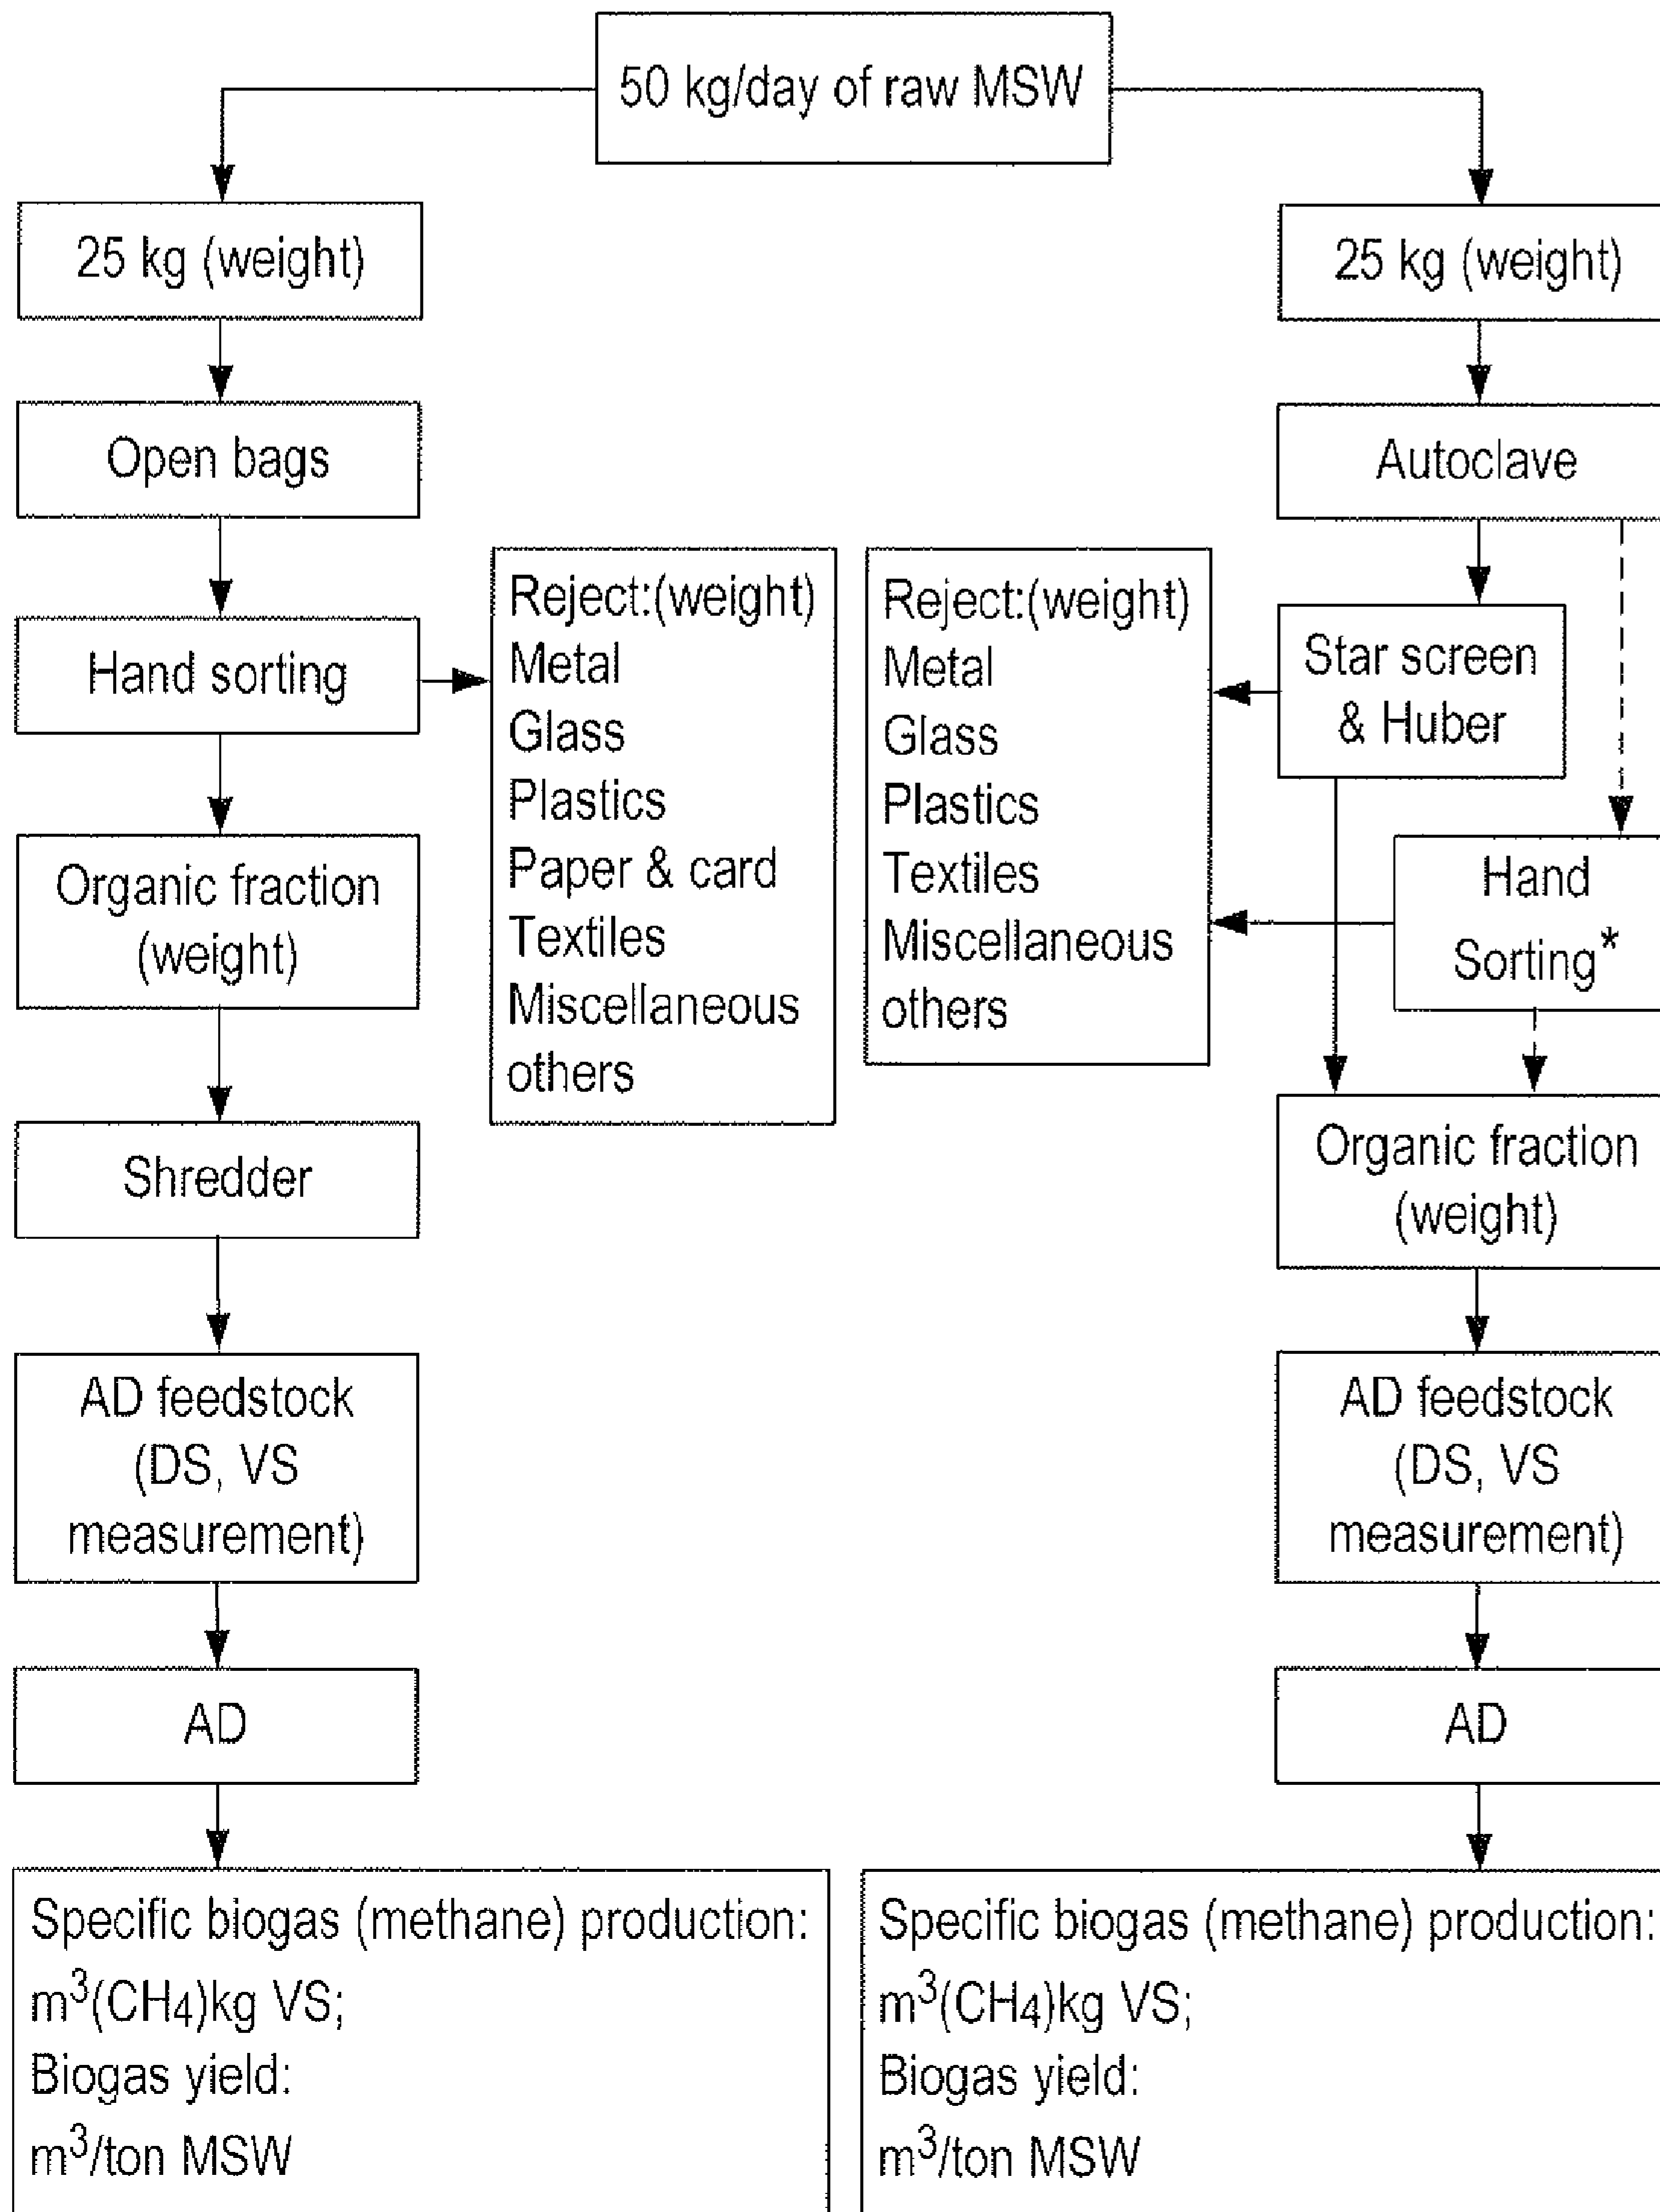 50 kg/day of raw MSW
25 kg (weight)
Open bags
Hand sorting
Reject:(weight)
Metal
Glass
Plastics
Paper & card
Textiles
Miscellaneous
others
Organic fraction
(weight)
Shredder
AD feedstock
(DS, VS
measurement)
AD
Specific biogas (methane) production:
m³(CH₄)kg VS;
Biogas yield:
m³/ton MSW
25 kg (weight)
Autoclave
Star screen
& Huber
Reject:(weight)
Metal
Glass
Plastics
Textiles
Miscellaneous
others
Hand
Sorting*
Organic fraction
(weight)
AD feedstock
(DS, VS
measurement)
AD
Specific biogas (methane) production:
m³(CH₄)kg VS;
Biogas yield:
m³/ton MSW